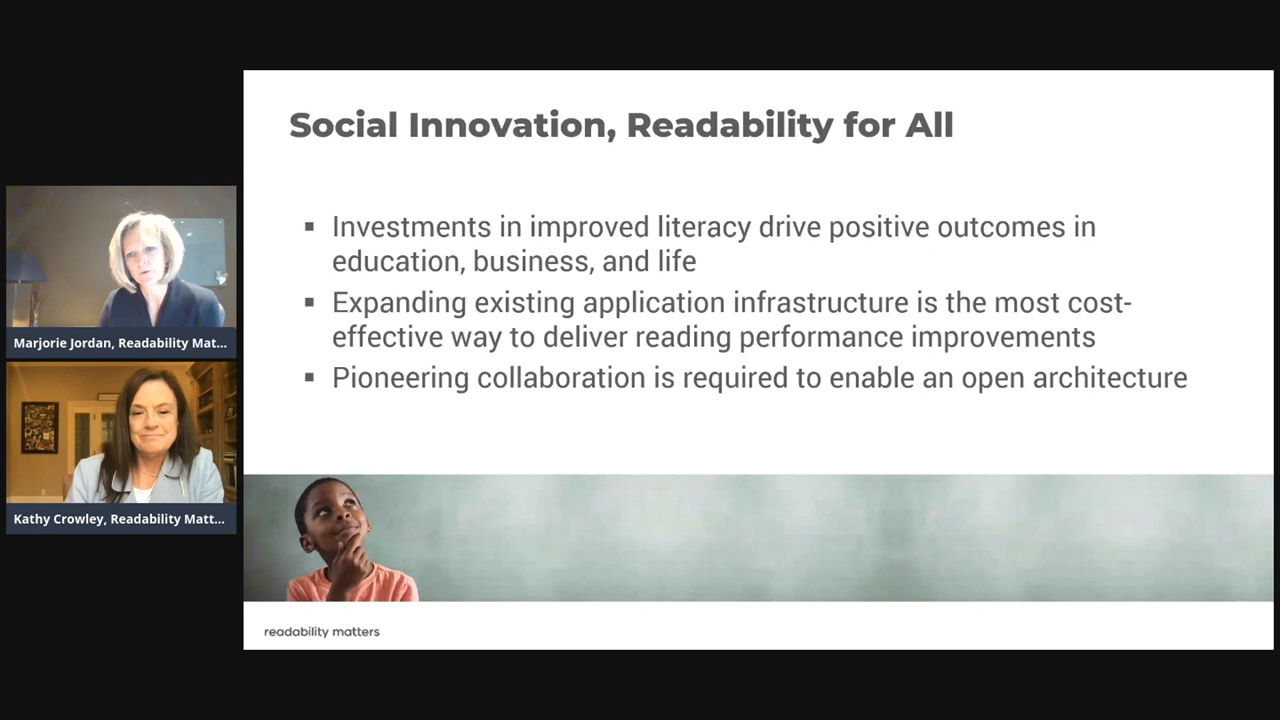 Social Innovation, Readability for All
▪ Investments in improved literacy drive positive outcomes in
education, business, and life
▪ Expanding existing application infrastructure is the most cost-
effective way to deliver reading performance improvements
▪ Pioneering collaboration is required to enable an open architecture
Marjorie Jordan, Readability Mat...
Kathy Crowley, Readability Matt...
readability matters